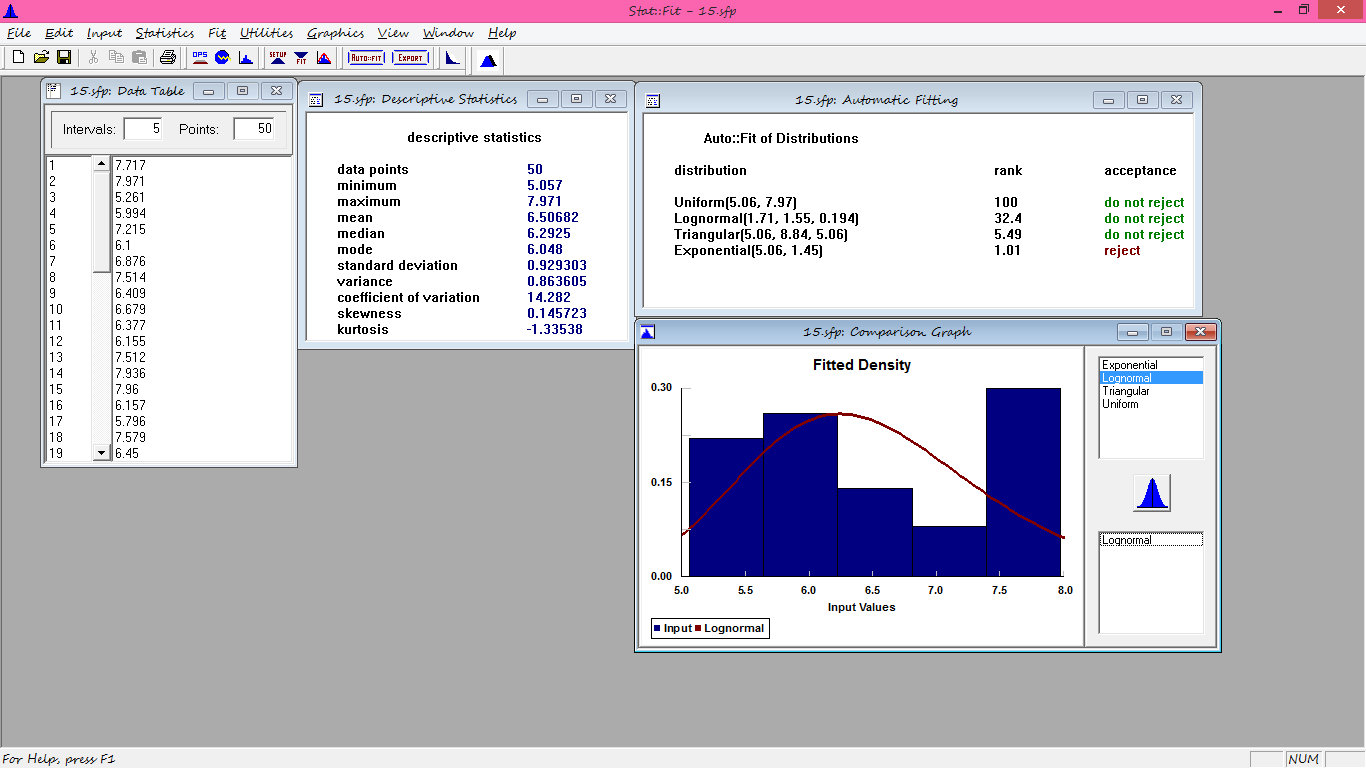 Stat::Fit - 15.sfp
File Edit Input Statistics Fit Utilities Graphics View Window Help
OPS SETUP FIT AUTO::FIT EXPORT
15.sfp: Data Table
Intervals: 5 Points: 50
1 7.717
2 7.971
3 5.261
4 5.994
5 7.215
6 6.1
7 6.876
8 7.514
9 6.409
10 6.679
11 6.377
12 6.155
13 7.512
14 7.936
15 7.96
16 6.157
17 5.796
18 7.579
19 6.45
15.sfp: Descriptive Statistics
descriptive statistics
data points 50
minimum 5.057
maximum 7.971
mean 6.50682
median 6.2925
mode 6.048
standard deviation 0.929303
variance 0.863605
coefficient of variation 14.282
skewness 0.145723
kurtosis -1.33538
15.sfp: Automatic Fitting
Auto::Fit of Distributions
distribution rank acceptance
Uniform(5.06, 7.97) 100 do not reject
Lognormal(1.71, 1.55, 0.194) 32.4 do not reject
Triangular(5.06, 8.84, 5.06) 5.49 do not reject
Exponential(5.06, 1.45) 1.01 reject
15.sfp: Comparison Graph
Fitted Density
0.30
0.15
0.00
5.0 5.5 6.0 6.5 7.0 7.5 8.0
Input Values
Input Lognormal
Exponential
Lognormal
Triangular
Uniform
Lognormal
For Help, press F1
NUM